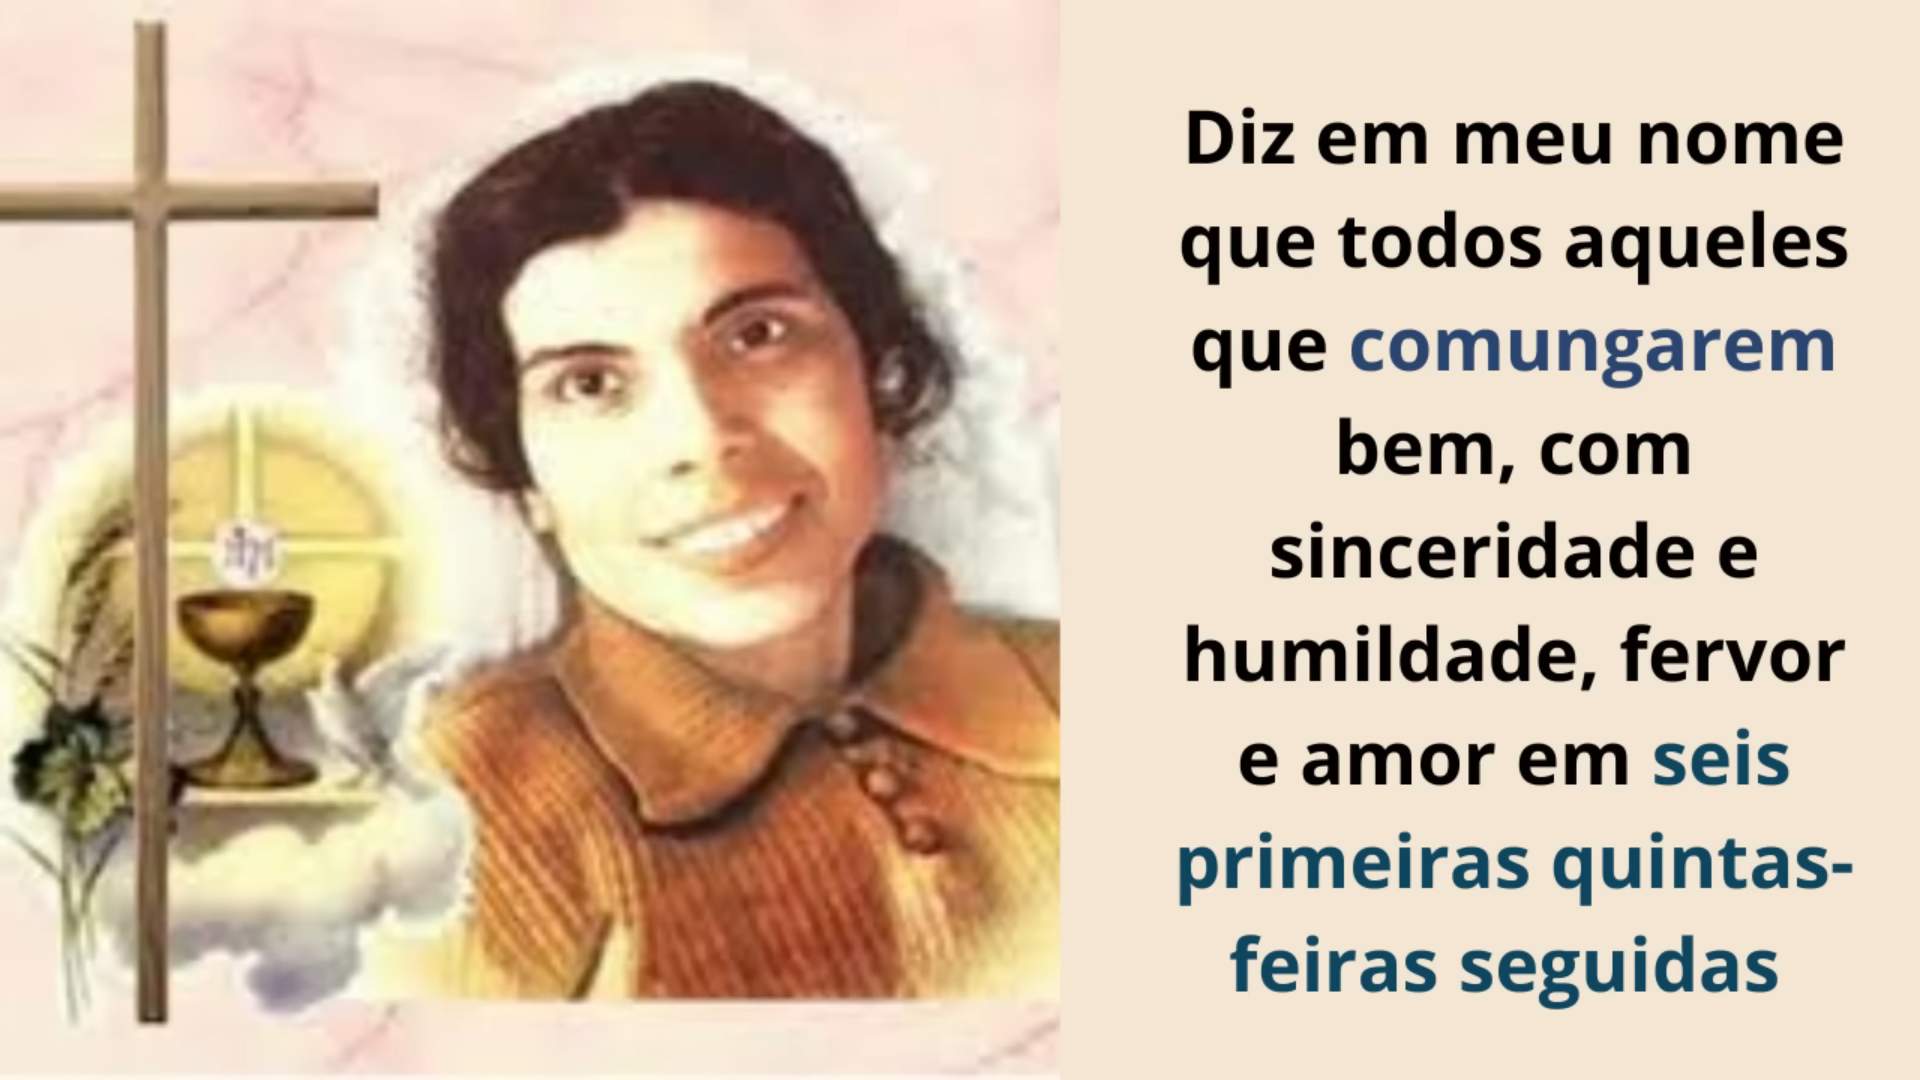 Diz em meu nome
que todos aqueles
que comungarem
bem, com
sinceridade e
humildade, fervor
e amor em seis
primeiras quintas-
feiras seguidas